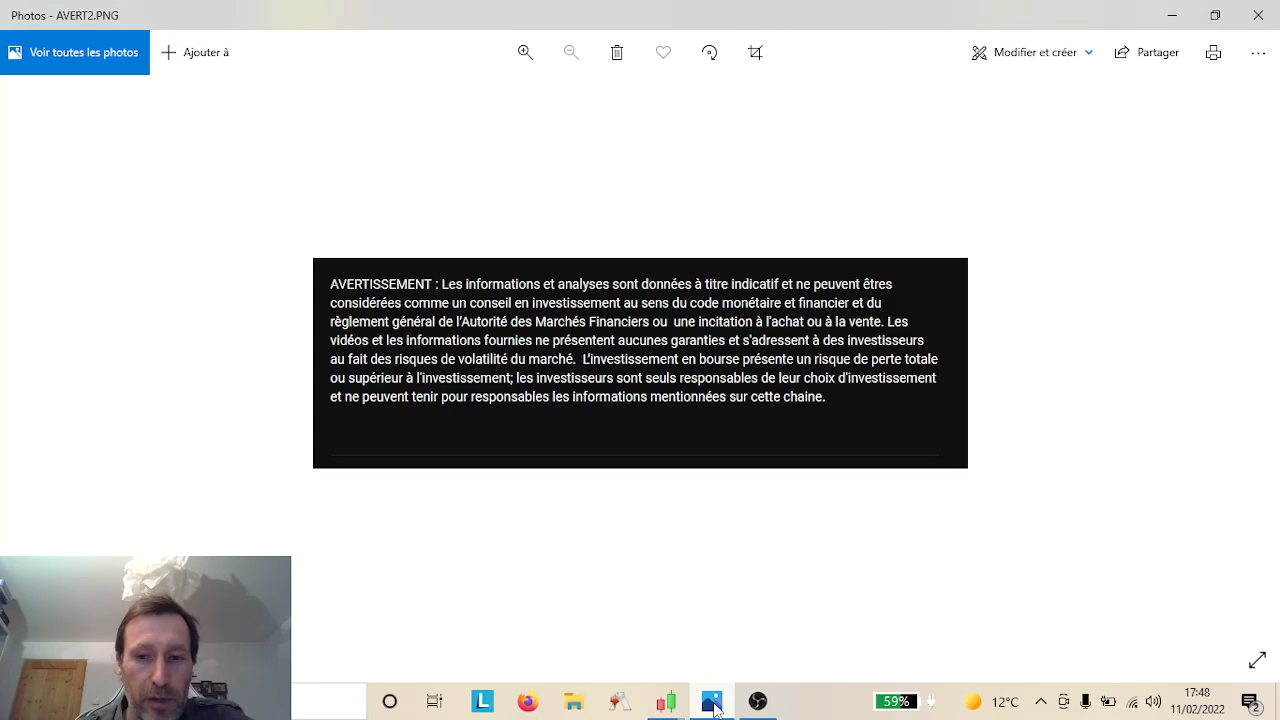 Photos - AVERT2.PNG
Voir toutes les photos
Ajouter à
Modifier et créer
Partager
AVERTISSEMENT : Les informations et analyses sont données à titre indicatif et ne peuvent êtres
considérées comme un conseil en investissement au sens du code monétaire et financier et du
règlement général de l'Autorité des Marchés Financiers ou  une incitation à l'achat ou à la vente. Les
vidéos et les informations fournies ne présentent aucunes garanties et s'adressent à des investisseurs
au fait des risques de volatilité du marché.  L'investissement en bourse présente un risque de perte totale
ou supérieur à l'investissement; les investisseurs sont seuls responsables de leur choix d'investissement
et ne peuvent tenir pour responsables les informations mentionnées sur cette chaine.
L
59%
12°C
17:48
11/02/2022
2